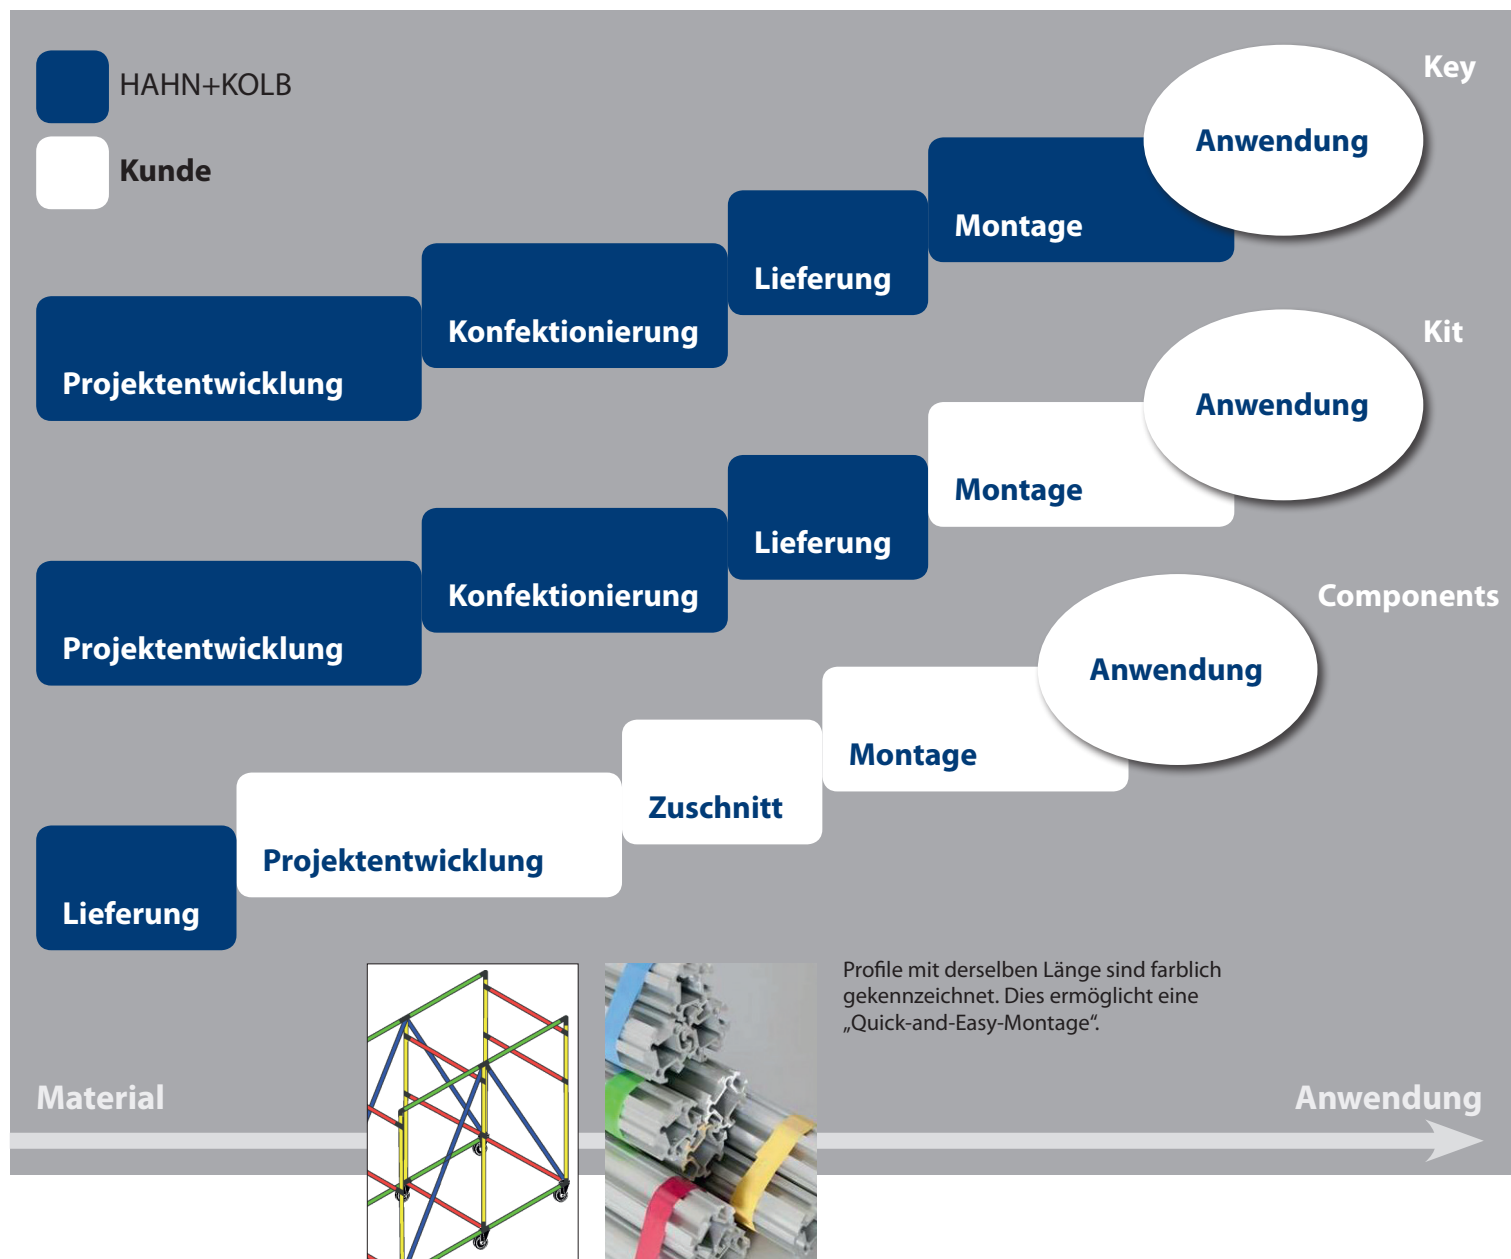 HAHN+KOLB
Kunde
Key
Anwendung
Montage
Lieferung
Konfektionierung
Projektentwicklung
Kit
Anwendung
Montage
Lieferung
Konfektionierung
Projektentwicklung
Components
Anwendung
Montage
Zuschnitt
Projektentwicklung
Lieferung
Profile mit derselben Länge sind farblich
gekennzeichnet. Dies ermöglicht eine
„Quick-and-Easy-Montage“.
Material
Anwendung